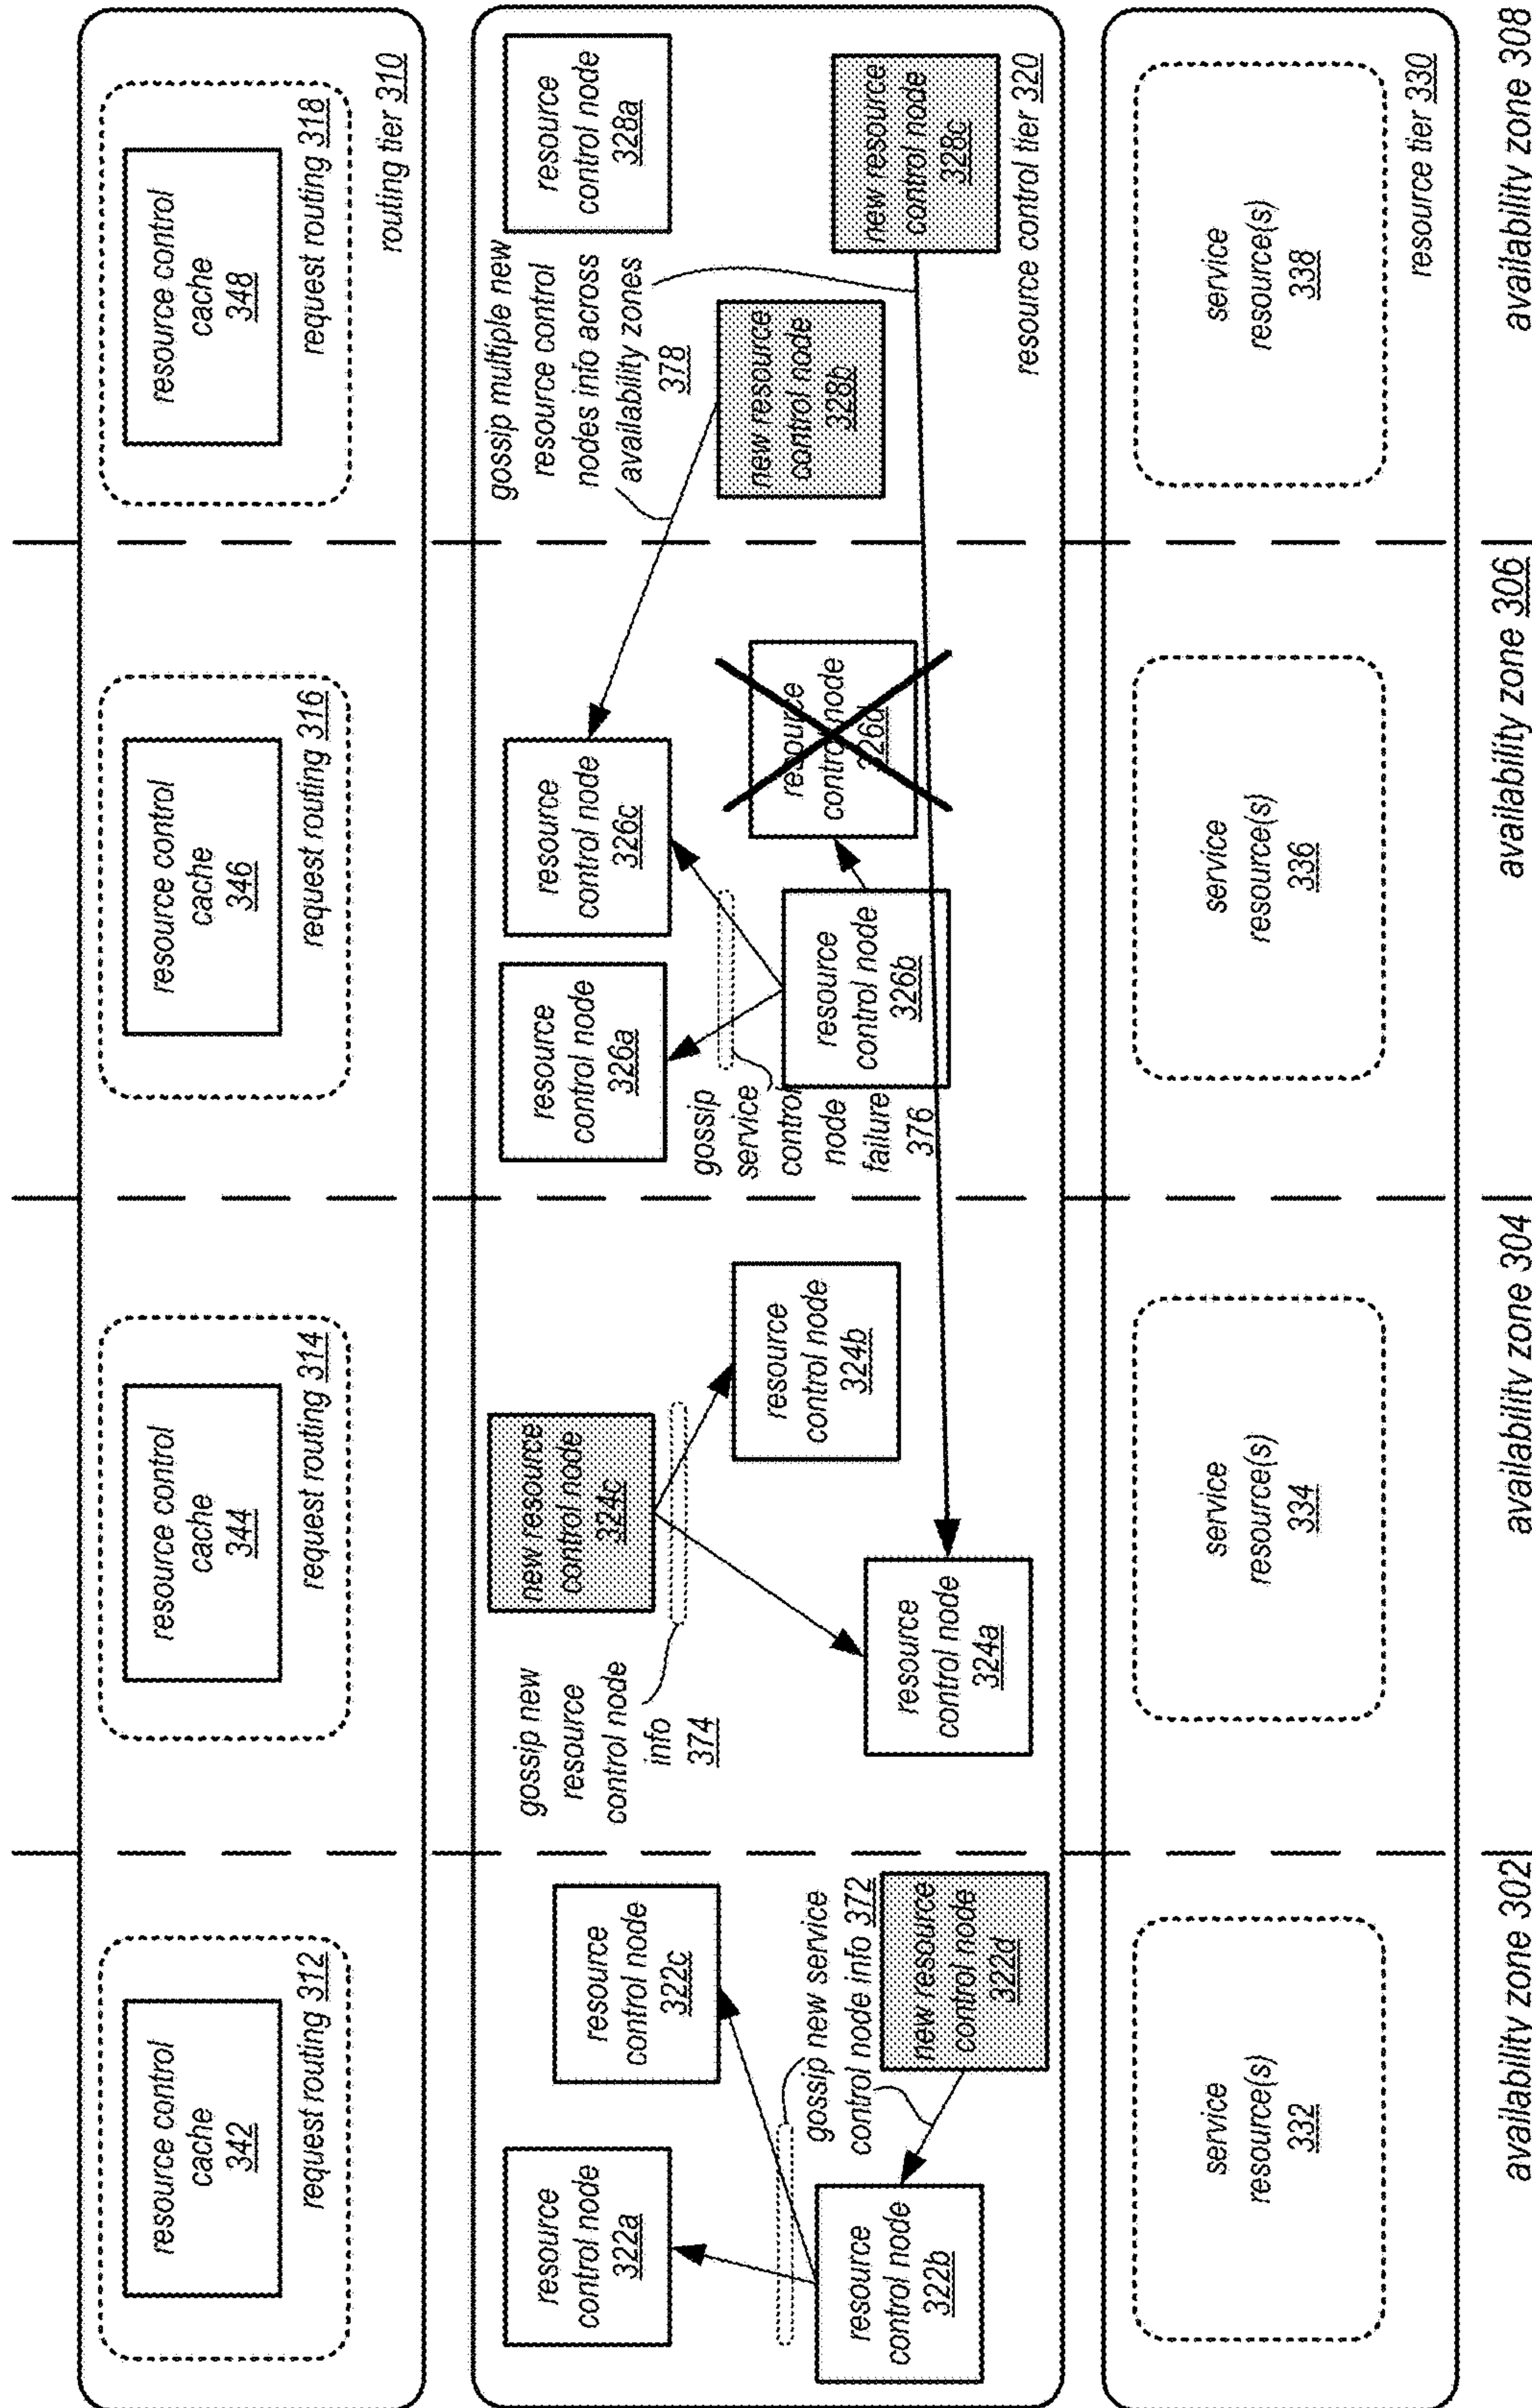 resource control
cache
342
request routing 312
resource control
cache
344
request routing 314
resource control
cache
346
request routing 316
resource control
cache
348
request routing 318
routing tier 310
resource
control node
322a
resource
control node
322c
resource
control node
322b
gossip new service
control node info 372
new resource
control node
322d
gossip new
resource
control node
info
374
new resource
control node
324c
resource
control node
324b
resource
control node
324a
resource
control node
326a
resource
control node
326c
gossip
service
control
node
failure
376
resource
control node
326b
resource
control node
326d
gossip multiple new
resource control
nodes info across
availability zones
378
resource
control node
328a
new resource
control node
328b
new resource
control node
328c
resource control tier 320
service
resource(s)
332
service
resource(s)
334
service
resource(s)
336
service
resource(s)
338
resource tier 330
availability zone 302
availability zone 304
availability zone 306
availability zone 308